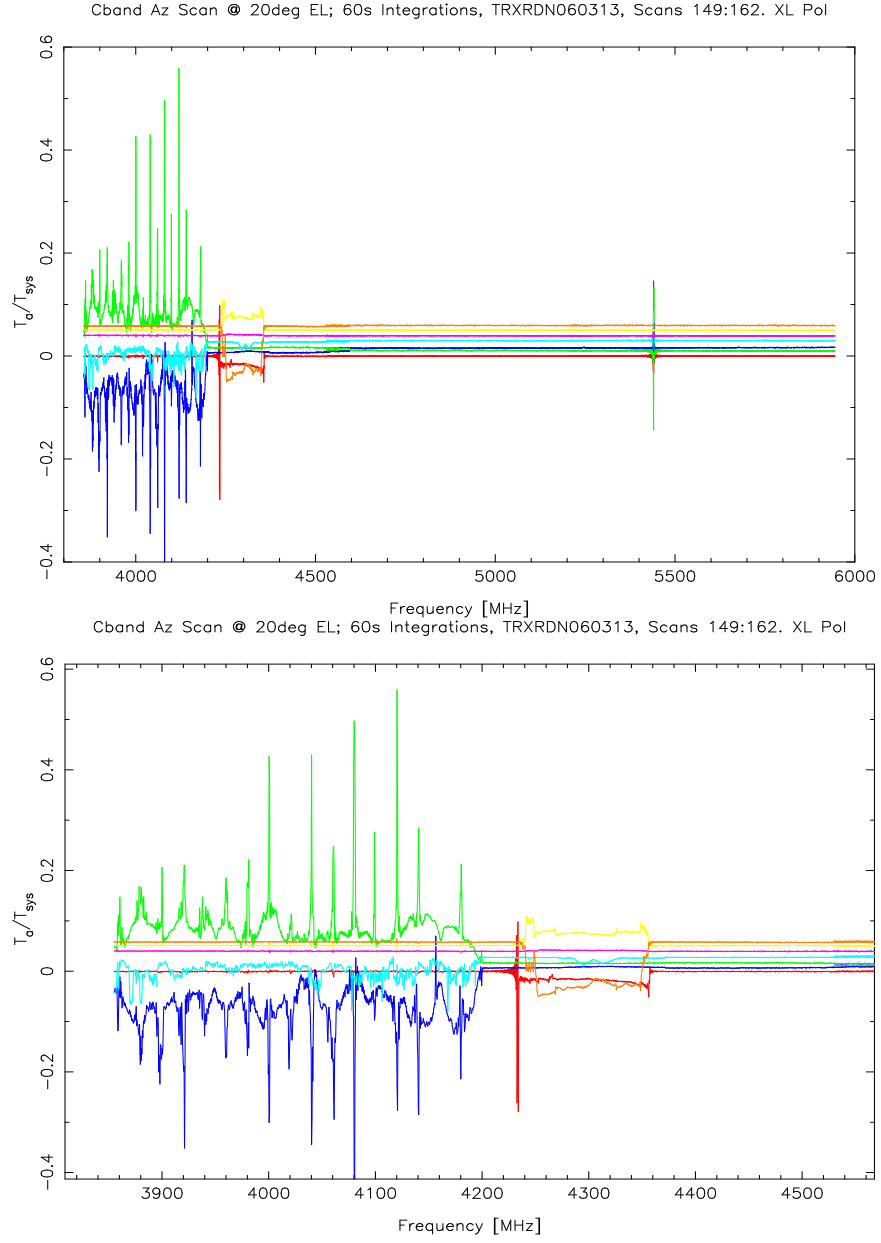 Cband Az Scan @ 20deg EL; 60s Integrations, TRXRDN060313, Scans 149:162. XL Pol
0.6
0.4
0.2
0
−0.2
−0.4
Ta/Tsys
4000 4500 5000 5500 6000
Frequency [MHz]
Cband Az Scan @ 20deg EL; 60s Integrations, TRXRDN060313, Scans 149:162. XL Pol
0.6
0.4
0.2
0
−0.2
−0.4
Ta/Tsys
3900 4000 4100 4200 4300 4400 4500
Frequency [MHz]